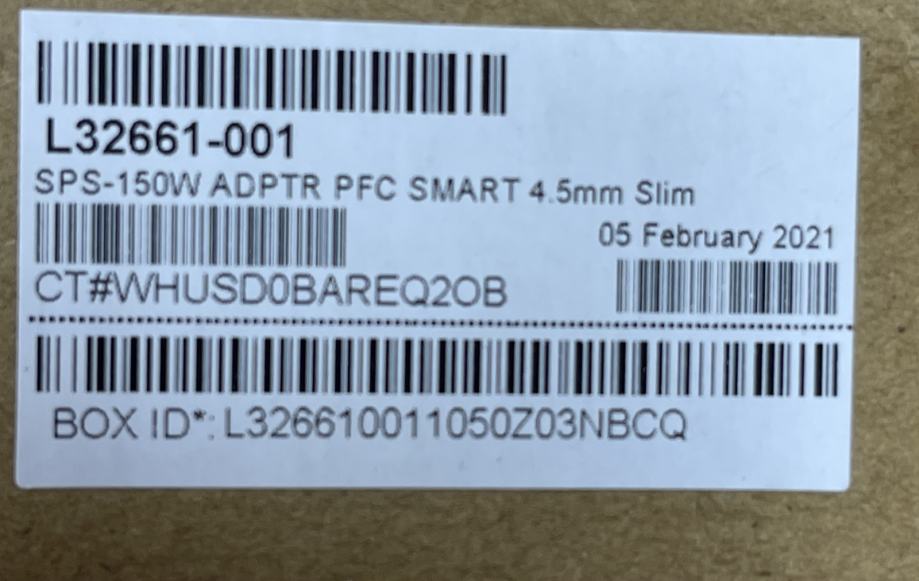 L32661-001
SPS-150W ADPTR PFC SMART 4.5mm Slim
05 February 2021
CT#WHUSD0BAREQ2OB
BOX ID*: L326610011050Z03NBCQ